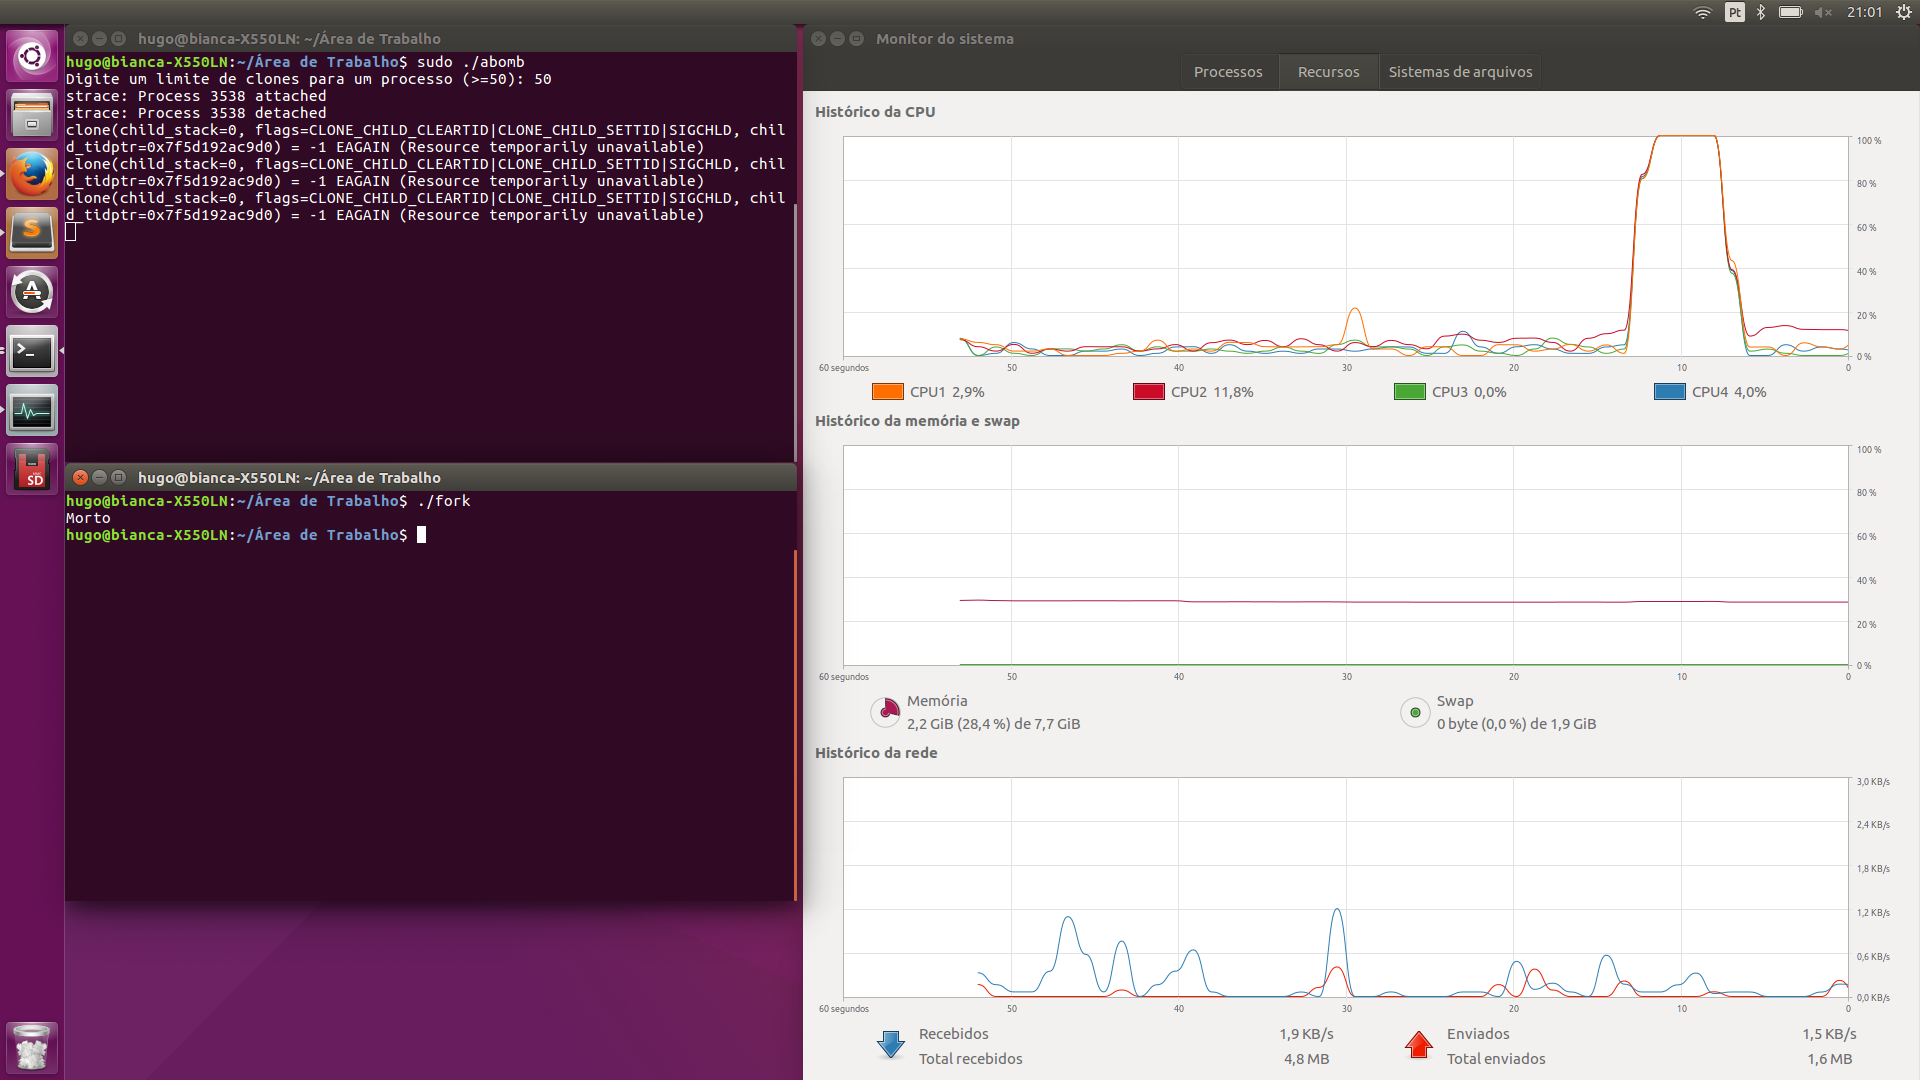 Pt 21:01
hugo@bianca-X550LN: ~/Área de Trabalho
hugo@bianca-X550LN:~/Área de Trabalho$ sudo ./abomb
Digite um limite de clones para um processo (>=50): 50
strace: Process 3538 attached
strace: Process 3538 detached
clone(child_stack=0, flags=CLONE_CHILD_CLEARTID|CLONE_CHILD_SETTID|SIGCHLD, chil
d_tidptr=0x7f5d192ac9d0) = -1 EAGAIN (Resource temporarily unavailable)
clone(child_stack=0, flags=CLONE_CHILD_CLEARTID|CLONE_CHILD_SETTID|SIGCHLD, chil
d_tidptr=0x7f5d192ac9d0) = -1 EAGAIN (Resource temporarily unavailable)
clone(child_stack=0, flags=CLONE_CHILD_CLEARTID|CLONE_CHILD_SETTID|SIGCHLD, chil
d_tidptr=0x7f5d192ac9d0) = -1 EAGAIN (Resource temporarily unavailable)
hugo@bianca-X550LN: ~/Área de Trabalho
hugo@bianca-X550LN:~/Área de Trabalho$ ./fork
Morto
hugo@bianca-X550LN:~/Área de Trabalho$
S
A
>_
SD
Monitor do sistema
Processos Recursos Sistemas de arquivos
Histórico da CPU
100 %
80 %
60 %
40 %
20 %
0 %
60 segundos 50 40 30 20 10 0
CPU1 2,9% CPU2 11,8% CPU3 0,0% CPU4 4,0%
Histórico da memória e swap
100 %
80 %
60 %
40 %
20 %
0 %
60 segundos 50 40 30 20 10 0
Memória
2,2 GiB (28,4 %) de 7,7 GiB
Swap
0 byte (0,0 %) de 1,9 GiB
Histórico da rede
3,0 KB/s
2,4 KB/s
1,8 KB/s
1,2 KB/s
0,6 KB/s
0,0 KB/s
60 segundos 50 40 30 20 10 0
Recebidos 1,9 KB/s
Total recebidos 4,8 MB
Enviados 1,5 KB/s
Total enviados 1,6 MB